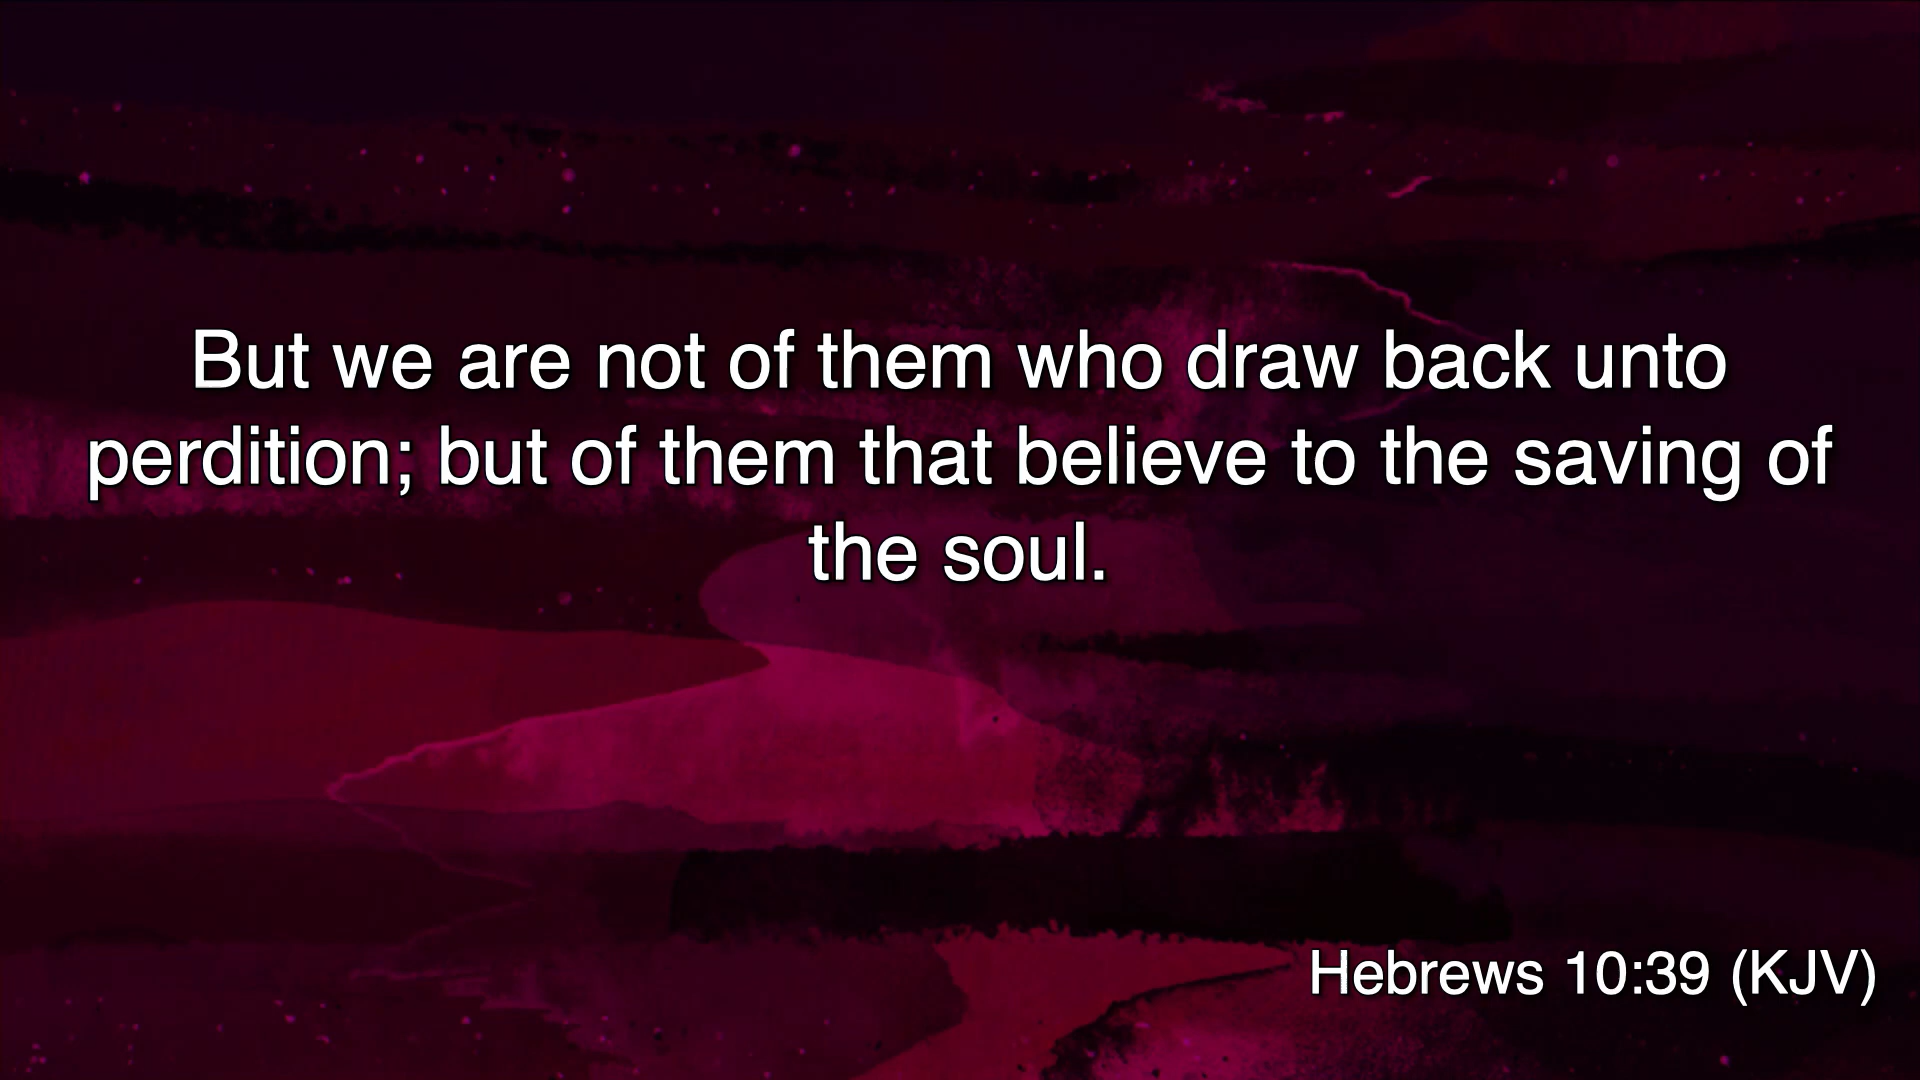 But we are not of them who draw back unto
perdition; but of them that believe to the saving of
the soul.
Hebrews 10:39 (KJV)